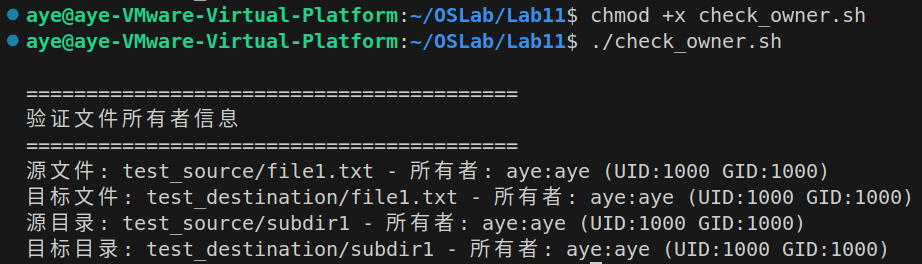 aye@aye-VMware-Virtual-Platform:~/OSLab/Lab11$ chmod +x check_owner.sh
aye@aye-VMware-Virtual-Platform:~/OSLab/Lab11$ ./check_owner.sh
=========================================
验证文件所有者信息
=========================================
源文件: test_source/file1.txt - 所有者: aye:aye (UID:1000 GID:1000)
目标文件: test_destination/file1.txt - 所有者: aye:aye (UID:1000 GID:1000)
源目录: test_source/subdir1 - 所有者: aye:aye (UID:1000 GID:1000)
目标目录: test_destination/subdir1 - 所有者: aye:aye (UID:1000 GID:1000)